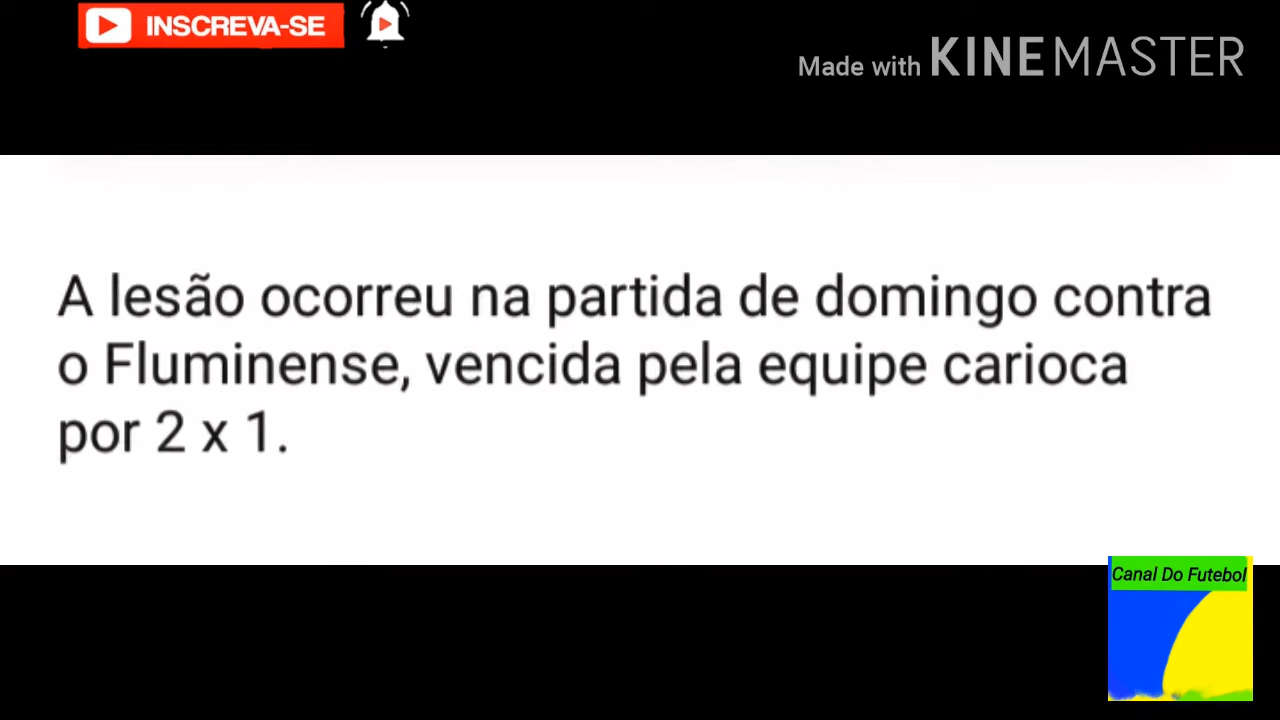 INSCREVA-SE
Made with KINEMASTER
A lesão ocorreu na partida de domingo contra
o Fluminense, vencida pela equipe carioca
por 2 x 1.
Canal Do Futebol